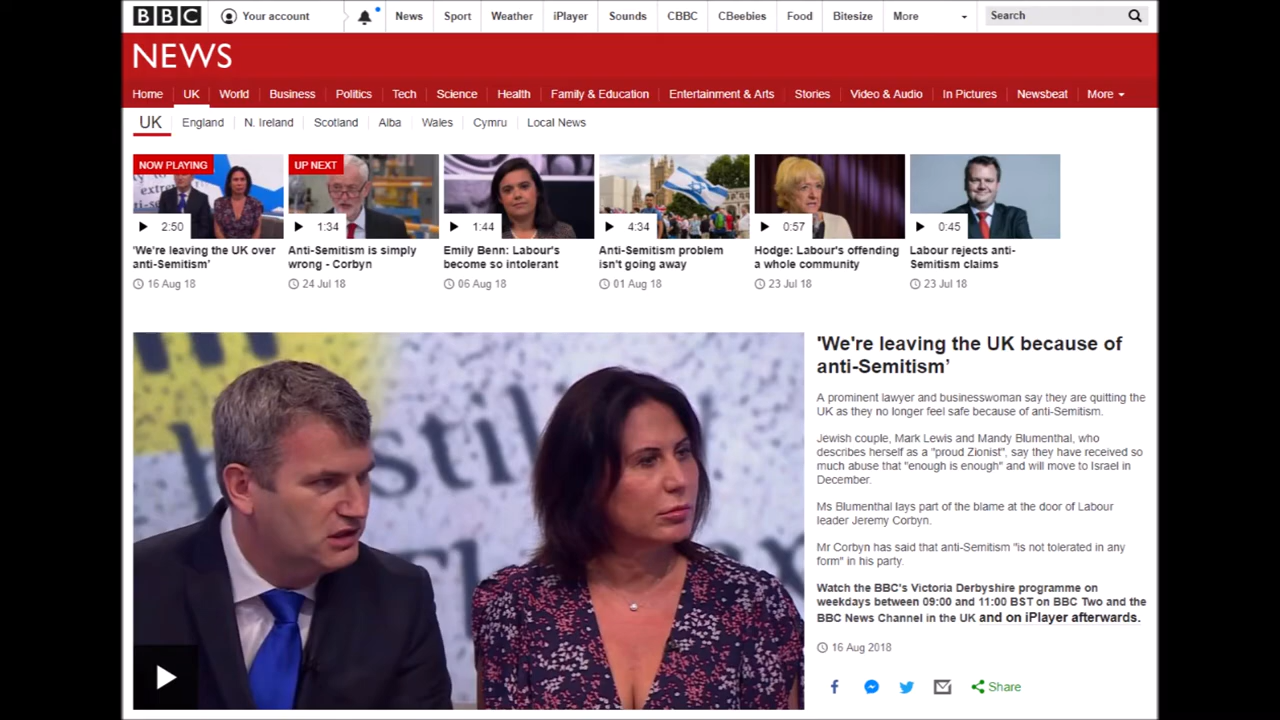 BBC
Your account
News
Sport
Weather
iPlayer
Sounds
CBBC
CBeebies
Food
Bitesize
More
Search
NEWS
Home
UK
World
Business
Politics
Tech
Science
Health
Family & Education
Entertainment & Arts
Stories
Video & Audio
In Pictures
Newsbeat
More
UK
England
N. Ireland
Scotland
Alba
Wales
Cymru
Local News
NOW PLAYING
2:50
'We're leaving the UK over
anti-Semitism'
16 Aug 18
UP NEXT
1:34
Anti-Semitism is simply
wrong - Corbyn
24 Jul 18
1:44
Emily Benn: Labour's
become so intolerant
06 Aug 18
4:34
Anti-Semitism problem
isn't going away
01 Aug 18
0:57
Hodge: Labour's offending
a whole community
23 Jul 18
0:45
Labour rejects anti-
Semitism claims
23 Jul 18
'We're leaving the UK because of
anti-Semitism’
A prominent lawyer and businesswoman say they are quitting the
UK as they no longer feel safe because of anti-Semitism.
Jewish couple, Mark Lewis and Mandy Blumenthal, who
describes herself as a "proud Zionist", say they have received so
much abuse that "enough is enough" and will move to Israel in
December.
Ms Blumenthal lays part of the blame at the door of Labour
leader Jeremy Corbyn.
Mr Corbyn has said that anti-Semitism "is not tolerated in any
form" in his party.
Watch the BBC's Victoria Derbyshire programme on
weekdays between 09:00 and 11:00 BST on BBC Two and the
BBC News Channel in the UK and on iPlayer afterwards.
16 Aug 2018
Share